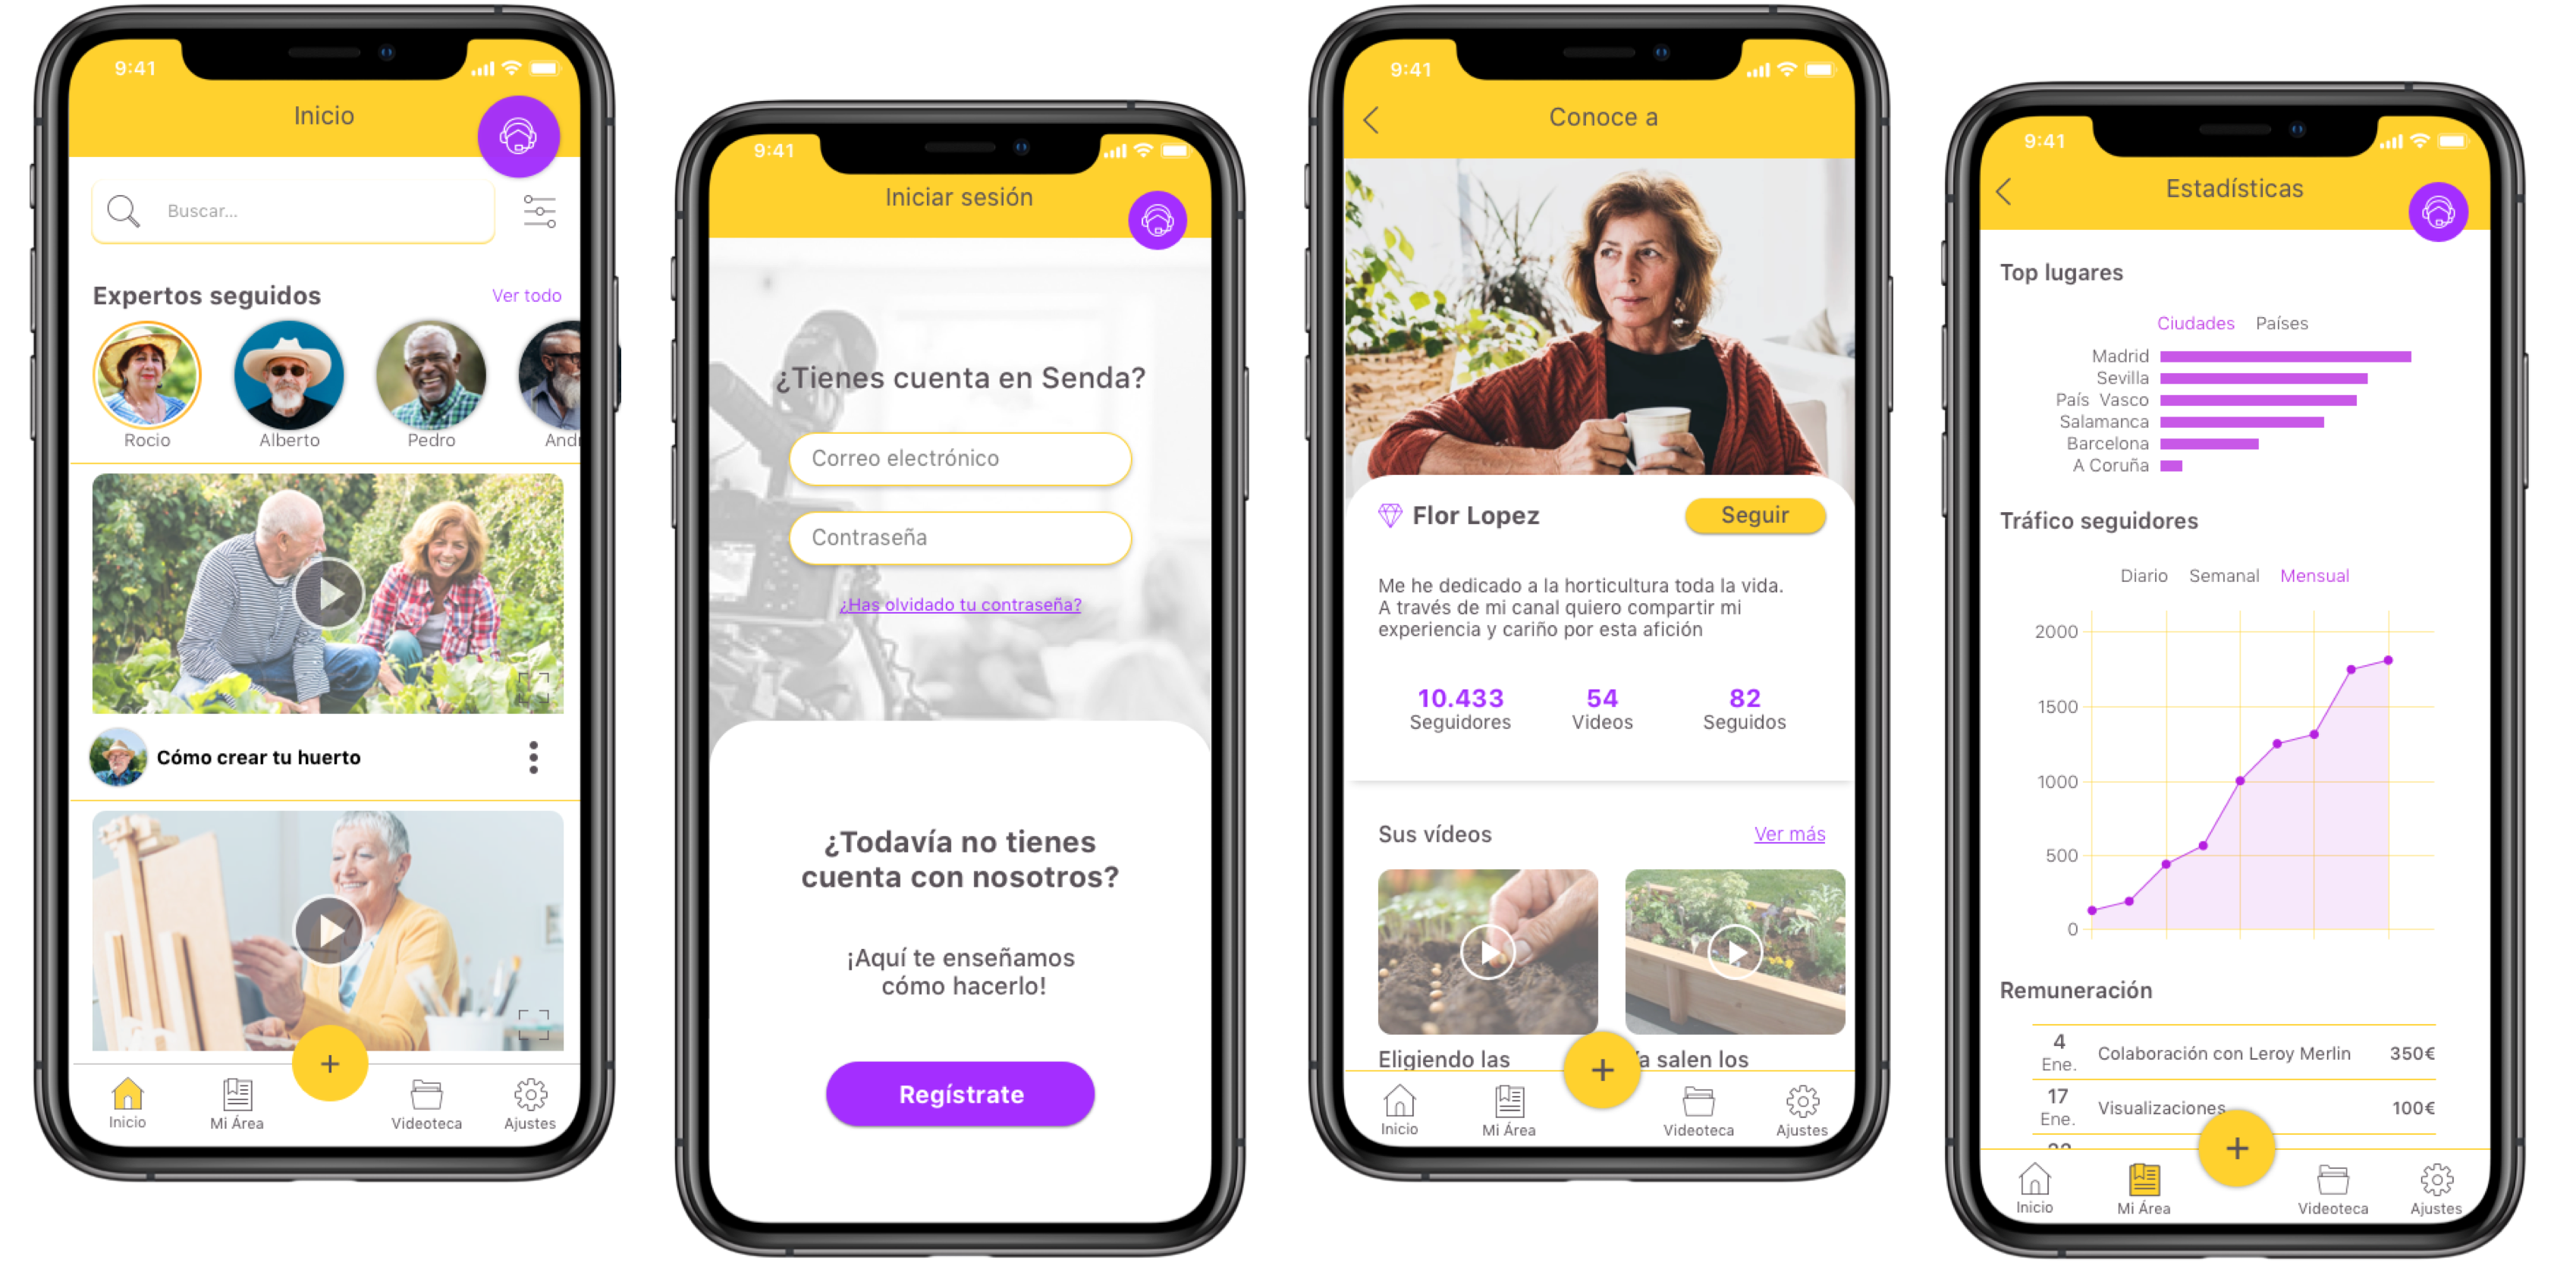 9:41
Inicio
Buscar...
Expertos seguidos
Ver todo
Rocio
Alberto
Pedro
And
Cómo crear tu huerto
+
Inicio
Mi Área
Videoteca
Ajustes
9:41
Iniciar sesión
¿Tienes cuenta en Senda?
Correo electrónico
Contraseña
¿Has olvidado tu contraseña?
¿Todavía no tienes
cuenta con nosotros?
¡Aquí te enseñamos
cómo hacerlo!
Regístrate
9:41
Conoce a
Flor Lopez
Seguir
Me he dedicado a la horticultura toda la vida.
A través de mi canal quiero compartir mi
experiencia y cariño por esta afición
10.433 54 82
Seguidores Videos Seguidos
Sus vídeos
Ver más
Eligiendo las
a salen los
+
Inicio
Mi Área
Videoteca
Ajustes
9:41
Estadísticas
Top lugares
Ciudades Países
Madrid
Sevilla
País Vasco
Salamanca
Barcelona
A Coruña
Tráfico seguidores
Diario Semanal Mensual
2000
1500
1000
500
0
Remuneración
4
Ene.
Colaboración con Leroy Merlin
350€
17
Ene.
Visualizaciones
100€
+
Inicio
Mi Área
Videoteca
Ajustes